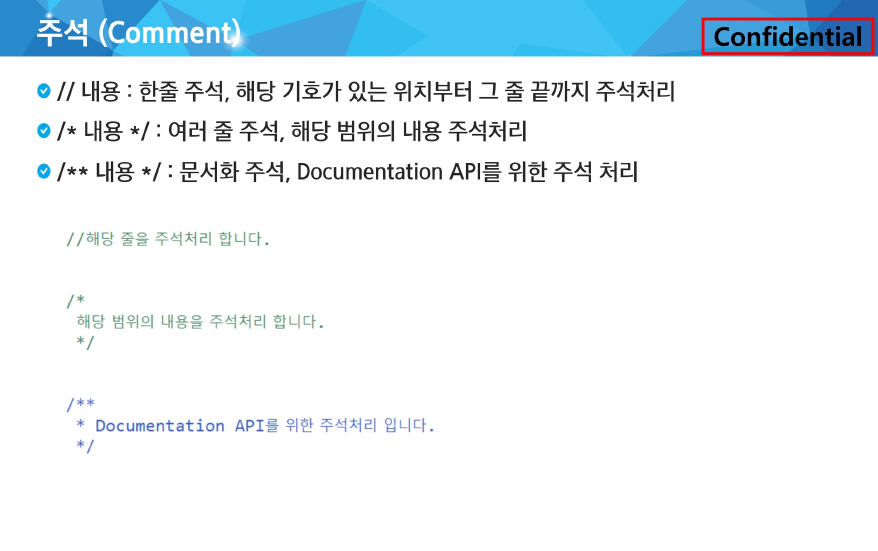 주석 (Comment)
Confidential
// 내용 : 한줄 주석, 해당 기호가 있는 위치부터 그 줄 끝까지 주석처리
/* 내용 */ : 여러 줄 주석, 해당 범위의 내용 주석처리
/** 내용 */ : 문서화 주석, Documentation API를 위한 주석 처리
//해당 줄을 주석처리 합니다.
/*
해당 범위의 내용을 주석처리 합니다.
*/
/**
* Documentation API를 위한 주석처리 입니다.
*/